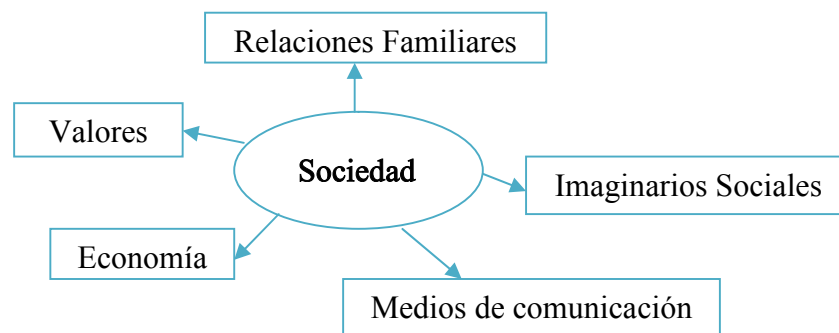 Relaciones Familiares
Valores
Sociedad
Imaginarios Sociales
Economía
Medios de comunicación